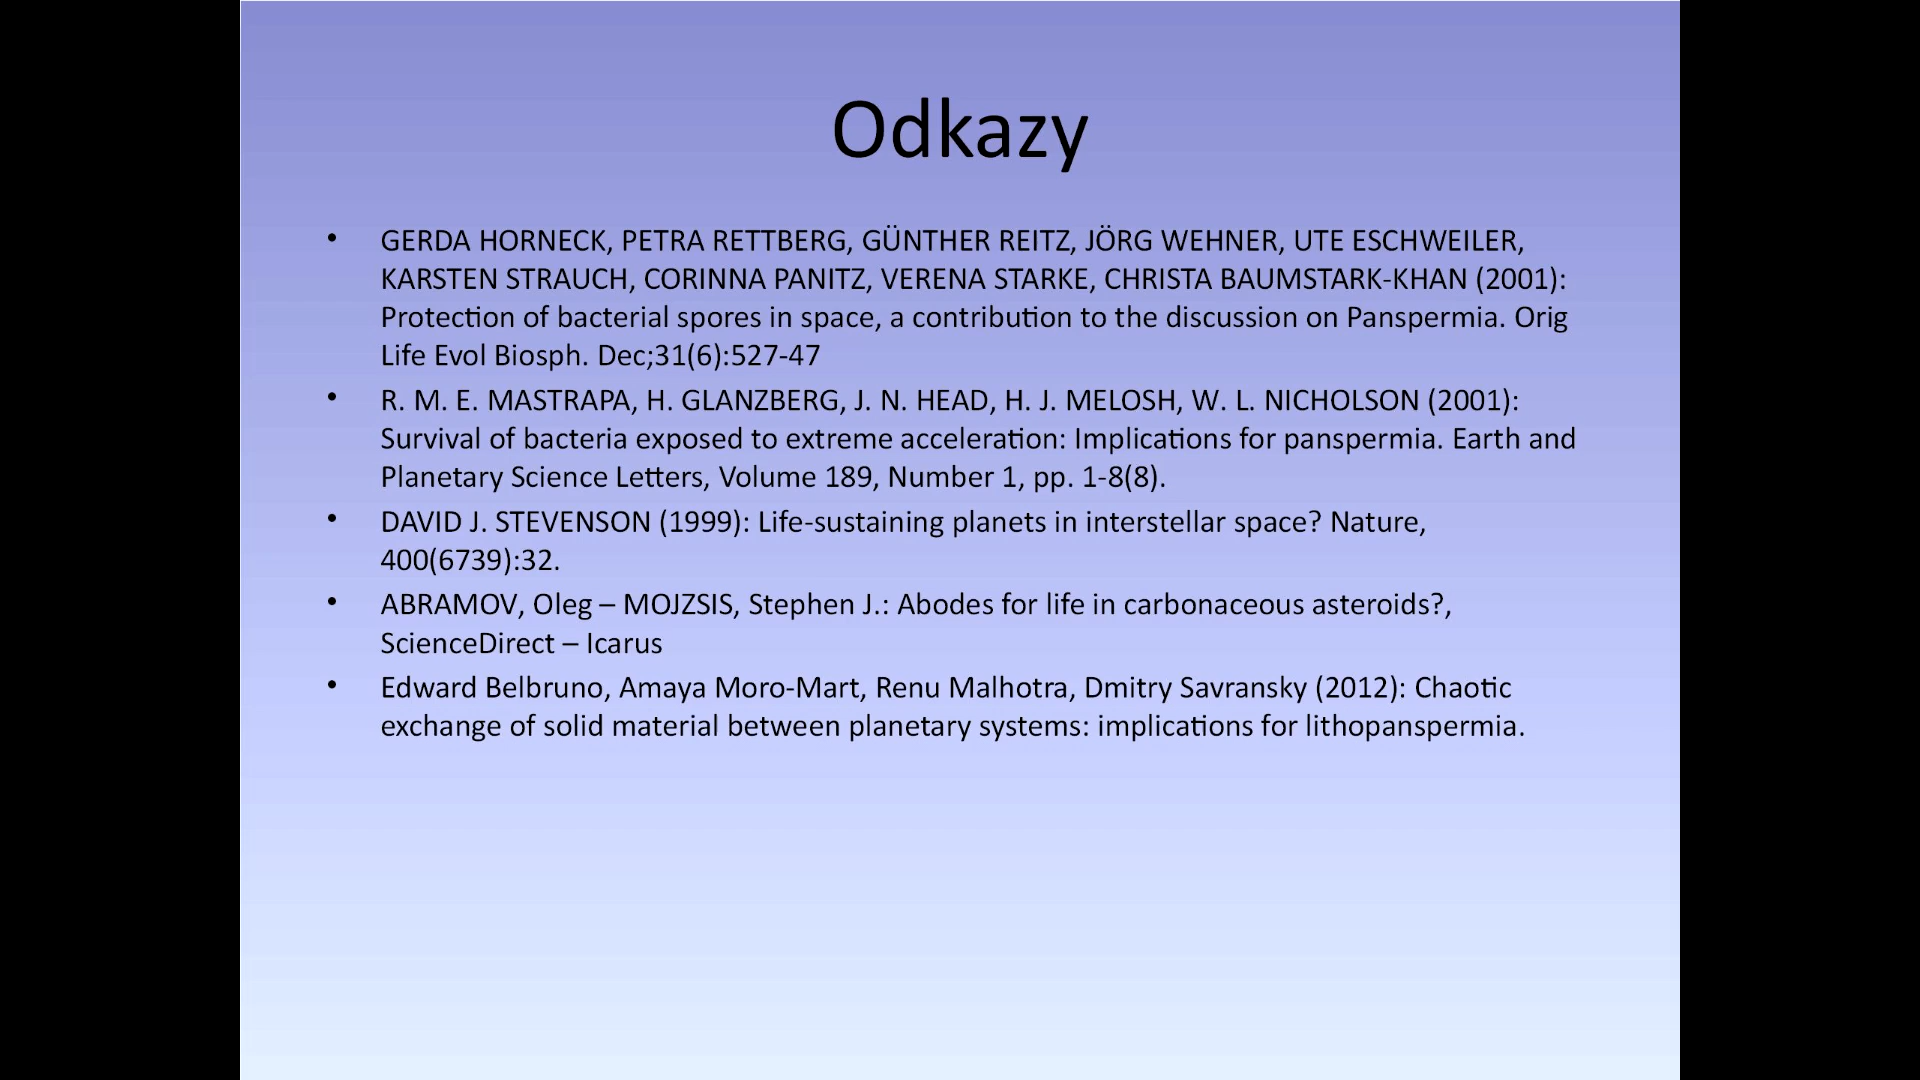 Odkazy
• GERDA HORNECK, PETRA RETTBERG, GÜNTHER REITZ, JÖRG WEHNER, UTE ESCHWEILER,
KARSTEN STRAUCH, CORINNA PANITZ, VERENA STARKE, CHRISTA BAUMSTARK-KHAN (2001):
Protection of bacterial spores in space, a contribution to the discussion on Panspermia. Orig
Life Evol Biosph. Dec;31(6):527-47
• R. M. E. MASTRAPA, H. GLANZBERG, J. N. HEAD, H. J. MELOSH, W. L. NICHOLSON (2001):
Survival of bacteria exposed to extreme acceleration: Implications for panspermia. Earth and
Planetary Science Letters, Volume 189, Number 1, pp. 1-8(8).
• DAVID J. STEVENSON (1999): Life-sustaining planets in interstellar space? Nature,
400(6739):32.
• ABRAMOV, Oleg – MOJZSIS, Stephen J.: Abodes for life in carbonaceous asteroids?,
ScienceDirect – Icarus
• Edward Belbruno, Amaya Moro-Mart, Renu Malhotra, Dmitry Savransky (2012): Chaotic
exchange of solid material between planetary systems: implications for lithopanspermia.